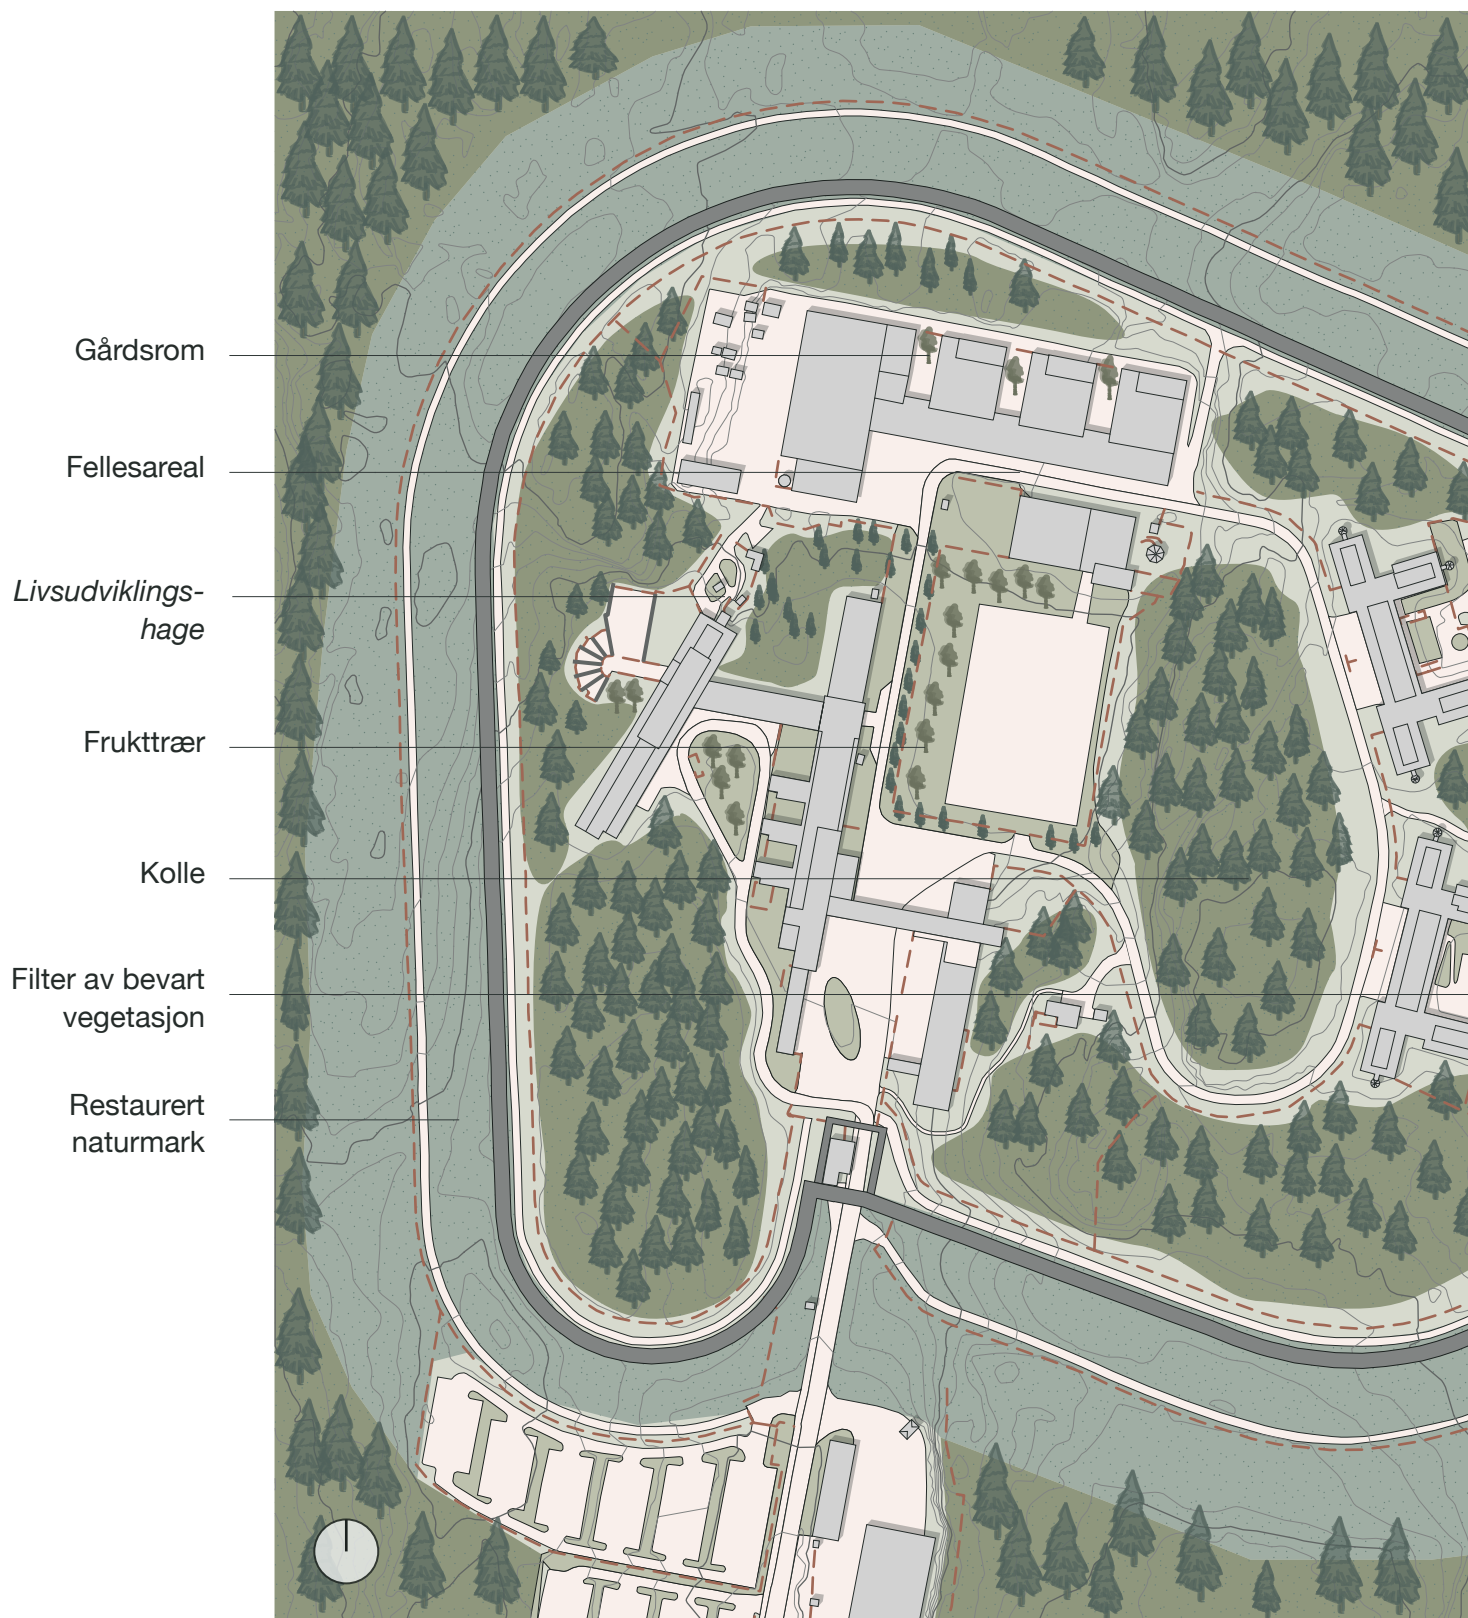 Gårdsrom
Fellesareal
Livsudviklings-
hage
Frukttrær
Kolle
Filter av bevart
vegetasjon
Restaurert
naturmark